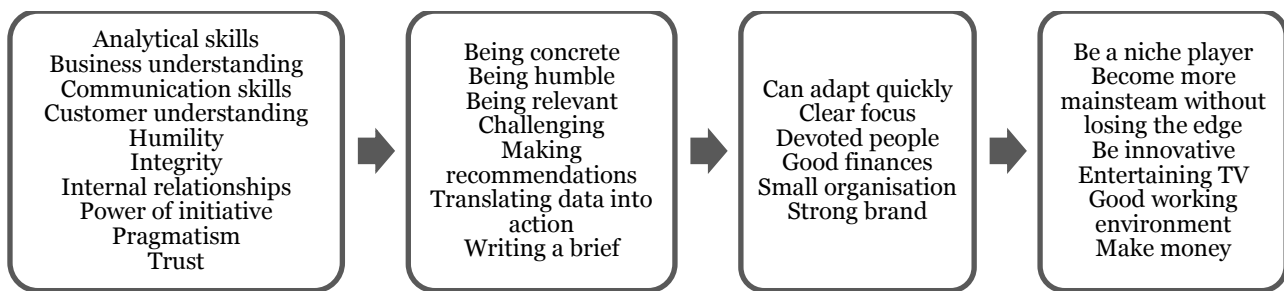 Analytical skills
Business understanding
Communication skills
Customer understanding
Humility
Integrity
Internal relationships
Power of initiative
Pragmatism
Trust
Being concrete
Being humble
Being relevant
Challenging
Making
recommendations
Translating data into
action
Writing a brief
Can adapt quickly
Clear focus
Devoted people
Good finances
Small organisation
Strong brand
Be a niche player
Become more
mainsteam without
losing the edge
Be innovative
Entertaining TV
Good working
environment
Make money